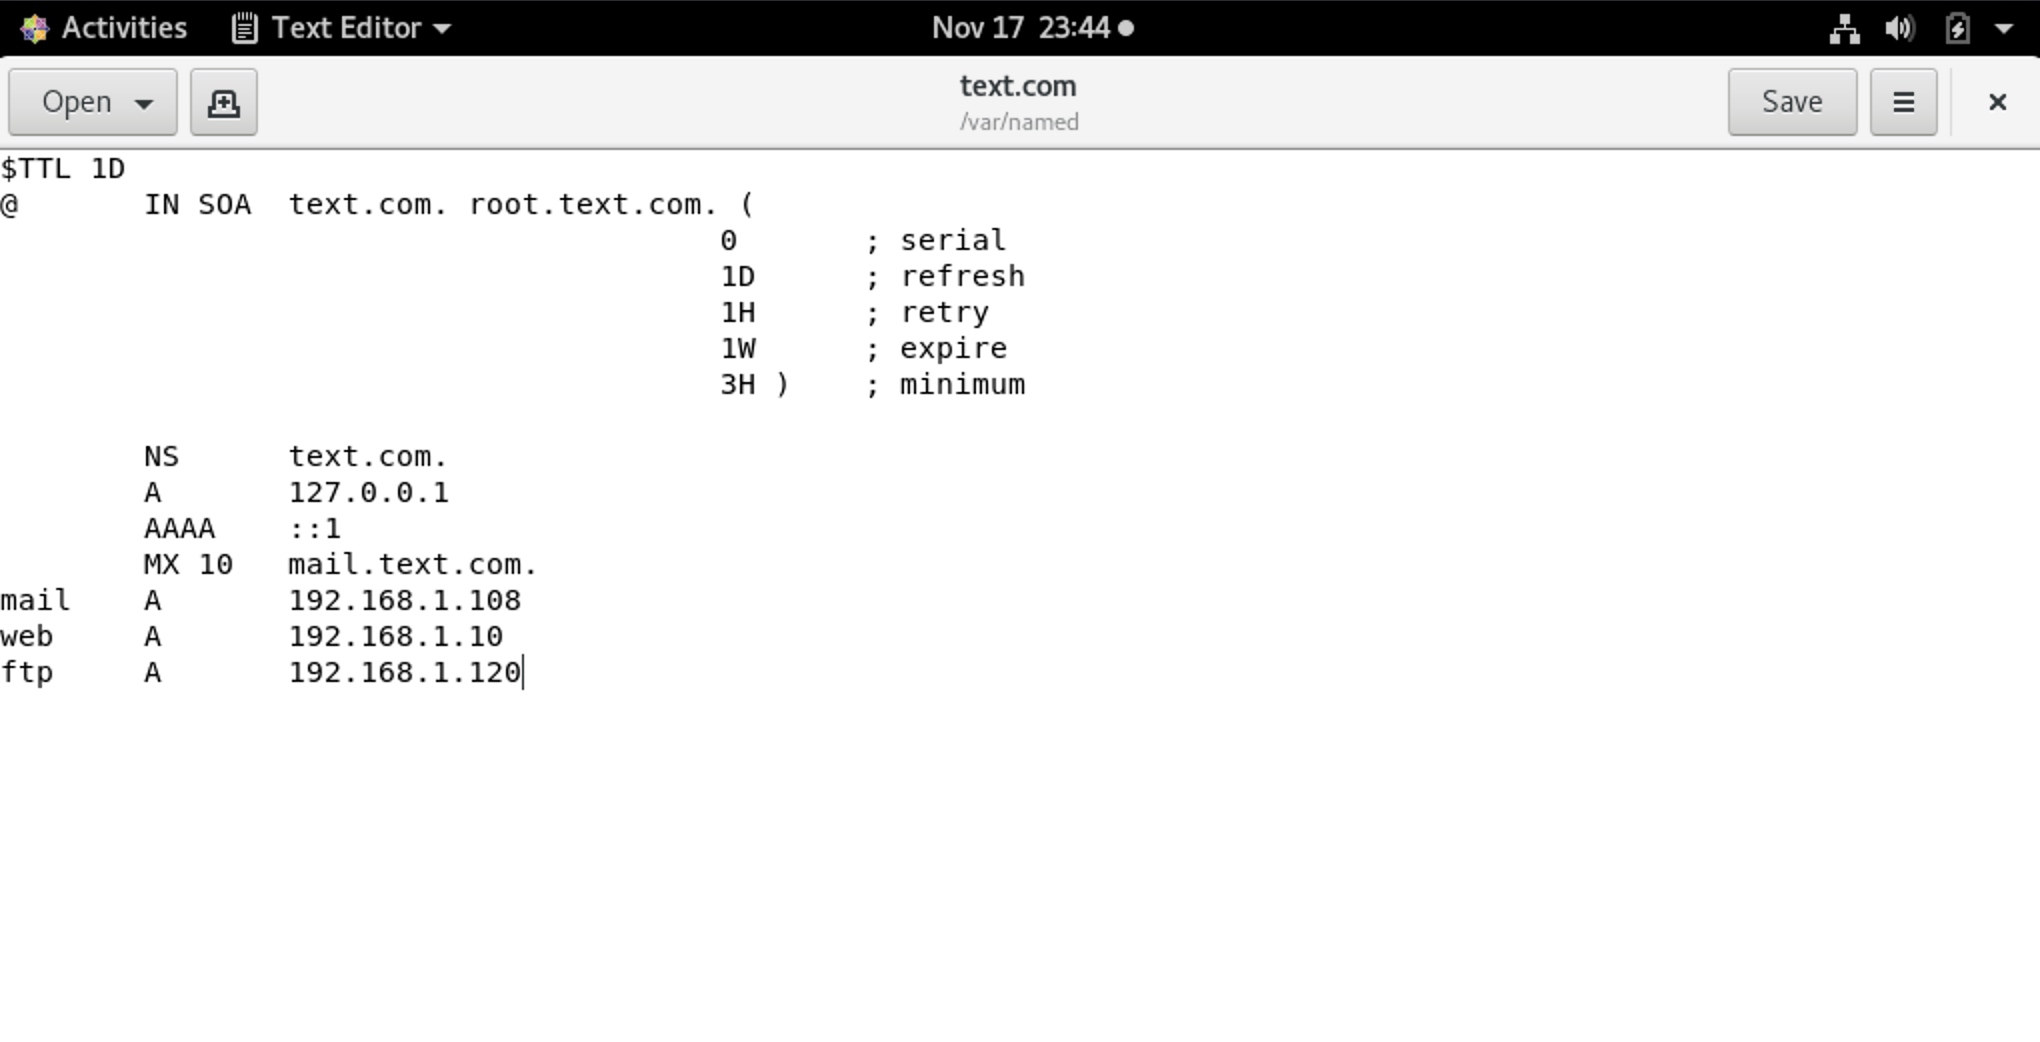 Activities Text Editor Nov 17 23:44
Open text.com Save
/var/named
$TTL 1D
@ IN SOA text.com. root.text.com. (
0 ; serial
1D ; refresh
1H ; retry
1W ; expire
3H ) ; minimum
NS text.com.
A 127.0.0.1
AAAA ::1
MX 10 mail.text.com.
mail A 192.168.1.108
web A 192.168.1.10
ftp A 192.168.1.120